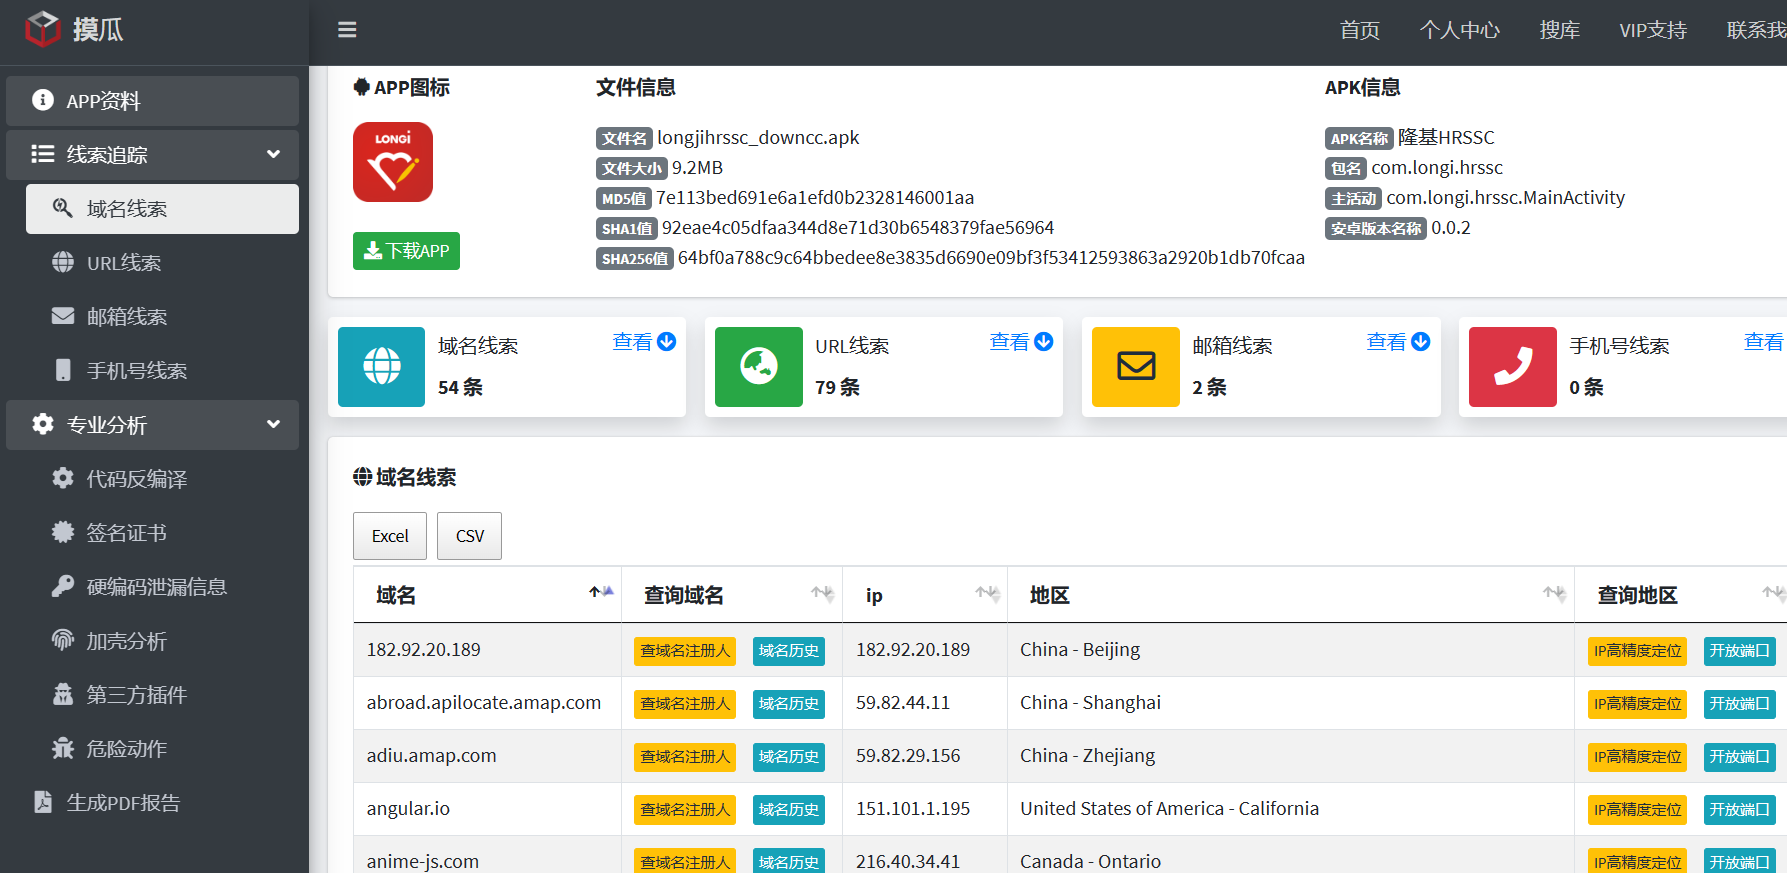 摸瓜
首页 个人中心 搜库 VIP支持 联系我
APP资料
线索追踪
域名线索
URL线索
邮箱线索
手机号线索
专业分析
代码反编译
签名证书
硬编码泄漏信息
加壳分析
第三方插件
危险动作
生成PDF报告
APP图标
LONGi
下载APP
文件信息
文件名 longjihrssc_downcc.apk
文件大小 9.2MB
MD5值 7e113bed691e6a1efd0b2328146001aa
SHA1值 92eae4c05dfaa344d8e71d30b6548379fae56964
SHA256值 64bf0a788c9c64bbedee8e3835d6690e09bf3f53412593863a2920b1db70fcaa
APK信息
APK名称 隆基HRSSC
包名 com.longi.hrssc
主活动 com.longi.hrssc.MainActivity
安卓版本名称 0.0.2
域名线索 查看
54 条
URL线索 查看
79 条
邮箱线索 查看
2 条
手机号线索 查看
0 条
域名线索
Excel CSV
域名 查询域名 ip 地区 查询地区
182.92.20.189 查域名注册人 域名历史 182.92.20.189 China - Beijing IP高精度定位 开放端口
abroad.apilocate.amap.com 查域名注册人 域名历史 59.82.44.11 China - Shanghai IP高精度定位 开放端口
adiu.amap.com 查域名注册人 域名历史 59.82.29.156 China - Zhejiang IP高精度定位 开放端口
angular.io 查域名注册人 域名历史 151.101.1.195 United States of America - California IP高精度定位 开放端口
anime-js.com 查域名注册人 域名历史 216.40.34.41 Canada - Ontario IP高精度定位 开放端口